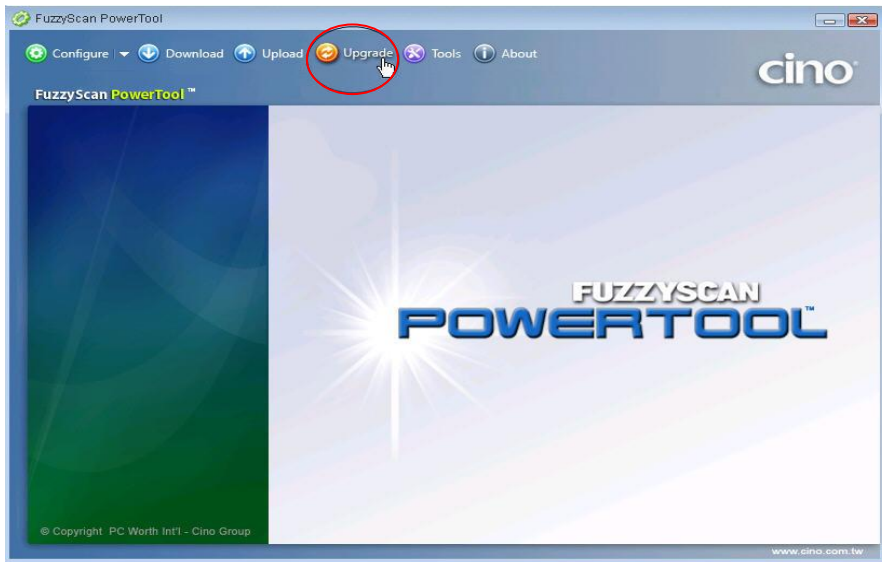 FuzzyScan PowerTool
Configure Download Upload Upgrade Tools About
cino®
FuzzyScan PowerTool™
FUZZYSCAN
POWERTOOL™
© Copyright PC Worth Int'l - Cino Group
www.cino.com.tw